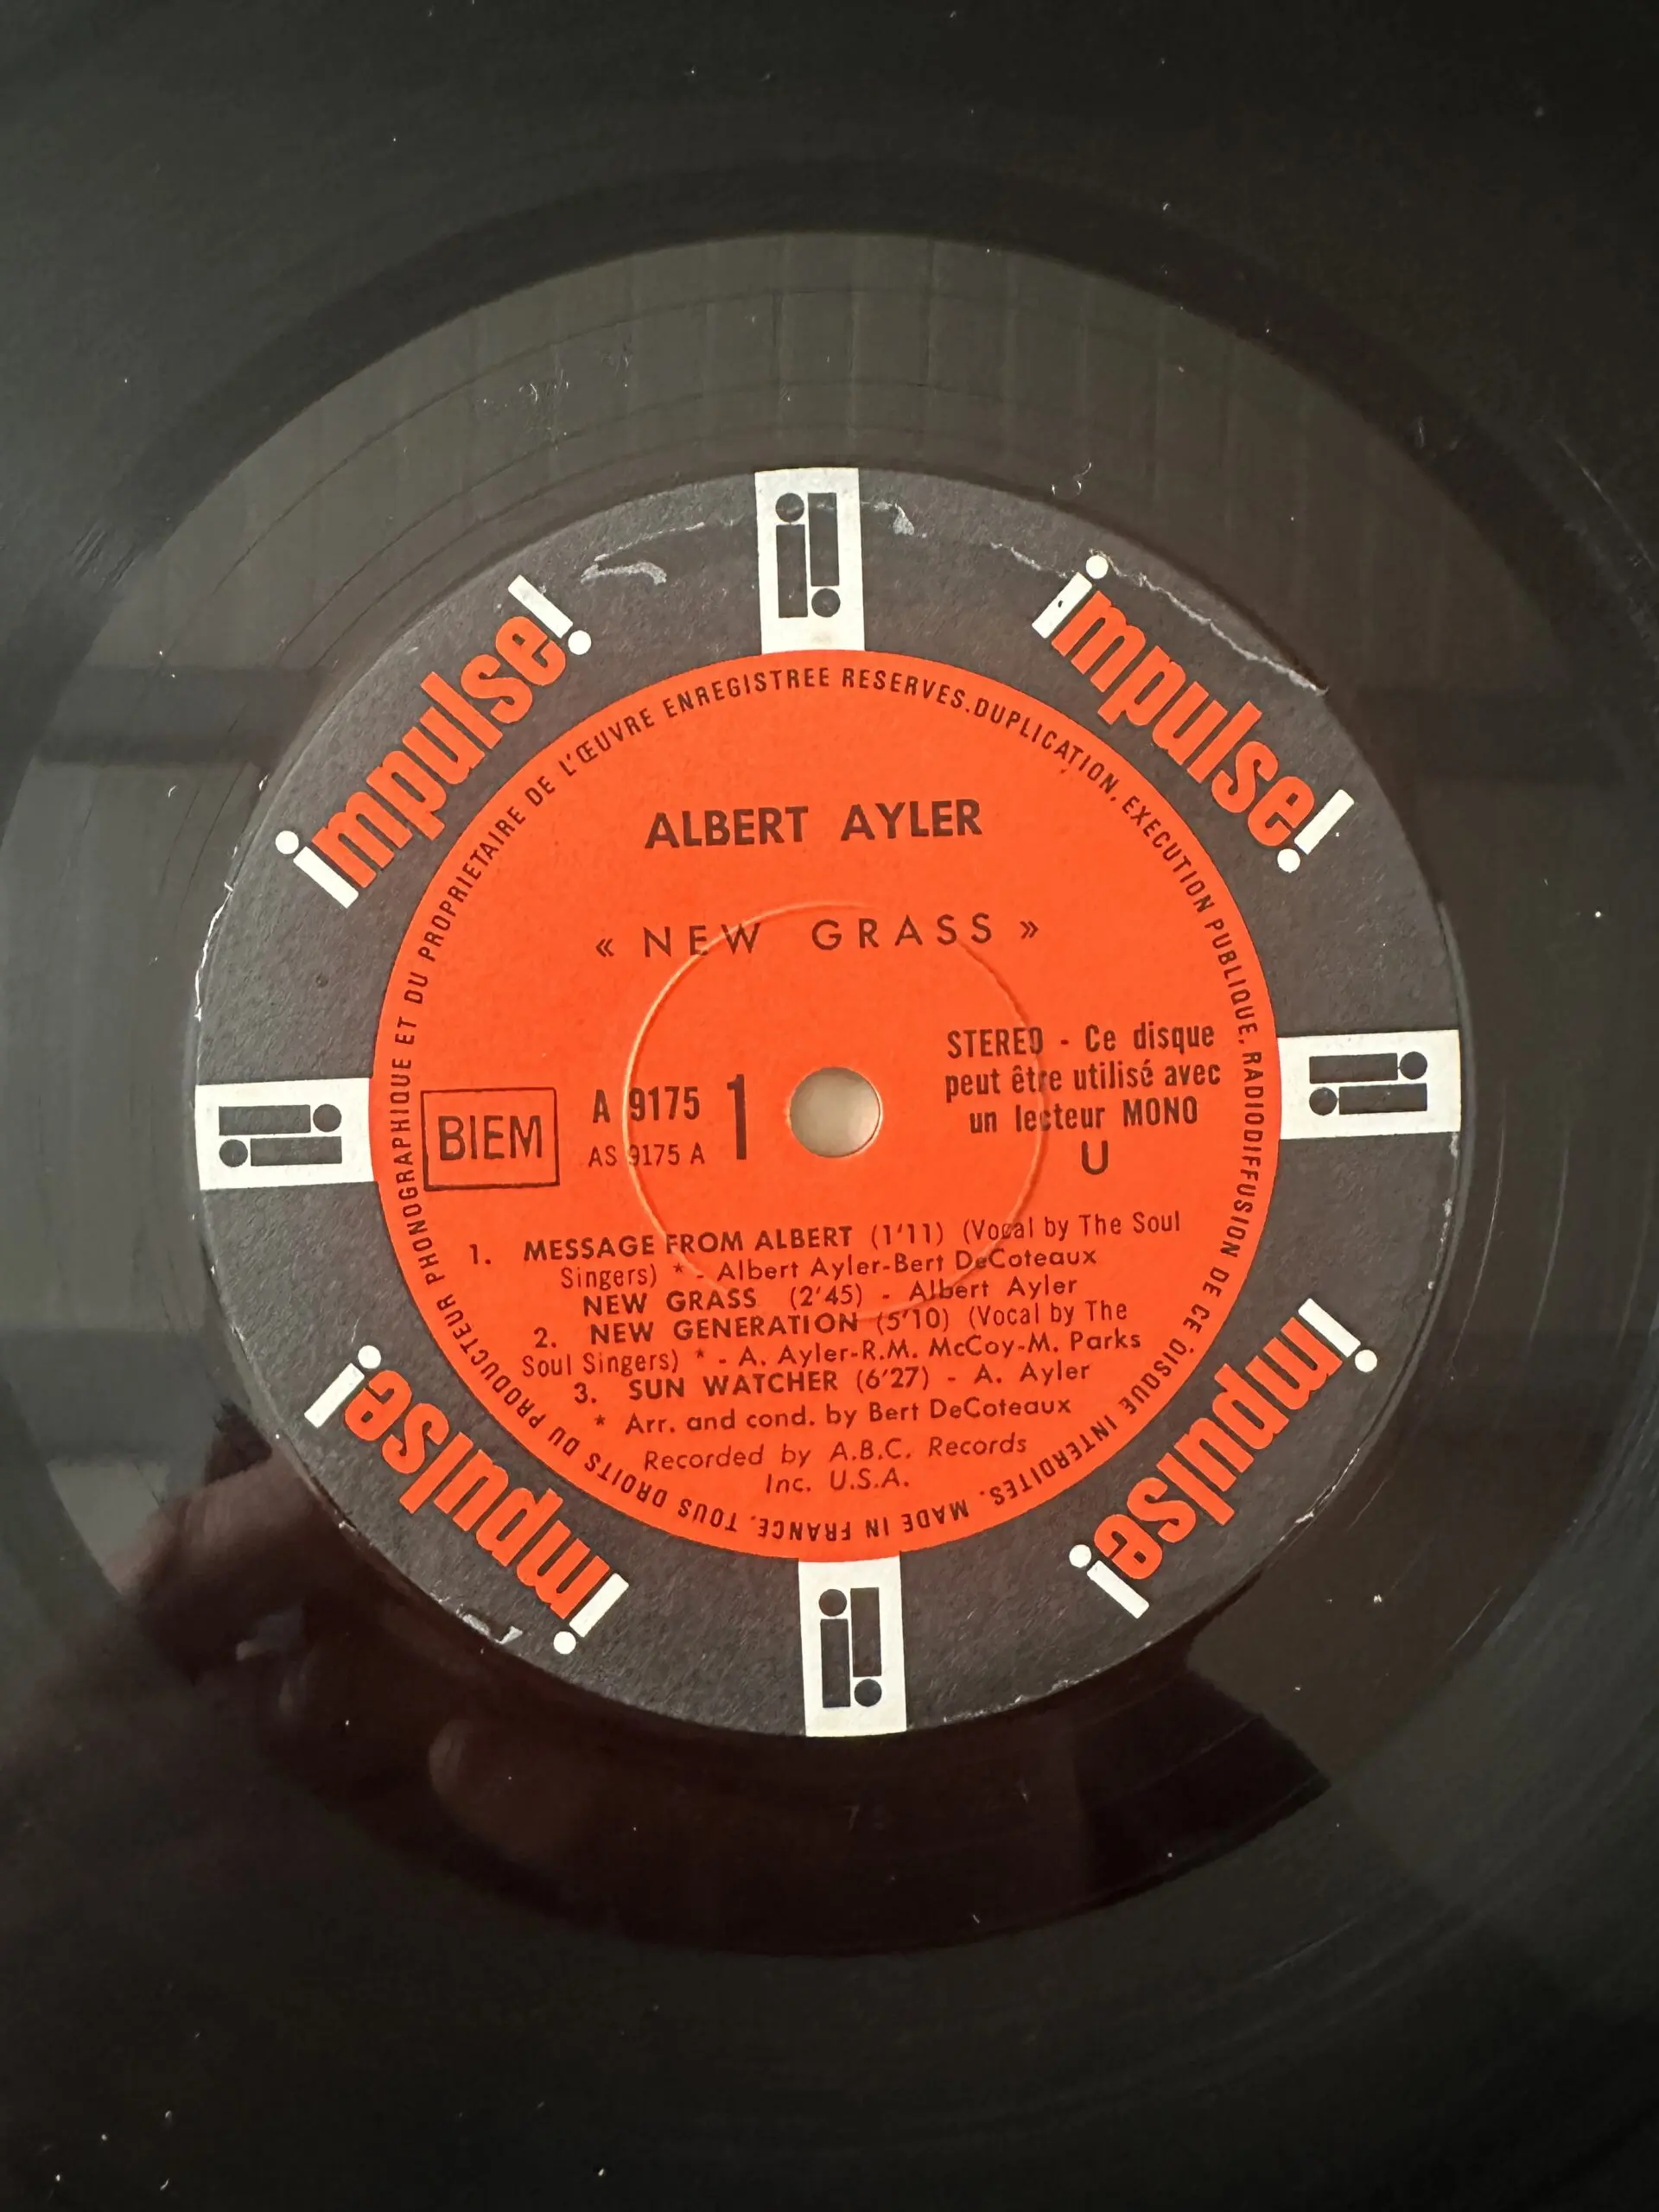 impulse!
impulse!
TOUS DROITS DU PRODUCTEUR PHONOGRAPHIQUE ET DU PROPRIETAIRE DE L'ŒUVRE ENREGISTREE RESERVES. DUPLICATION, EXECUTION PUBLIQUE, RADIODIFFUSION DE CE DISQUE INTERDITES. MADE IN FRANCE.
ALBERT AYLER
« NEW GRASS »
STEREO - Ce disque
peut être utilisé avec
un lecteur MONO
U
BIEM
A 9175
AS 9175 A
1
1. MESSAGE FROM ALBERT (1'11) (Vocal by The Soul
Singers) * - Albert Ayler-Bert DeCoteaux
NEW GRASS (2'45) - Albert Ayler
2. NEW GENERATION (5'10) (Vocal by The
Soul Singers) * - A. Ayler-R.M. McCoy-M. Parks
3. SUN WATCHER (6'27) - A. Ayler
* Arr. and cond. by Bert DeCoteaux
Recorded by A.B.C. Records
Inc. U.S.A.
impulse!
impulse!